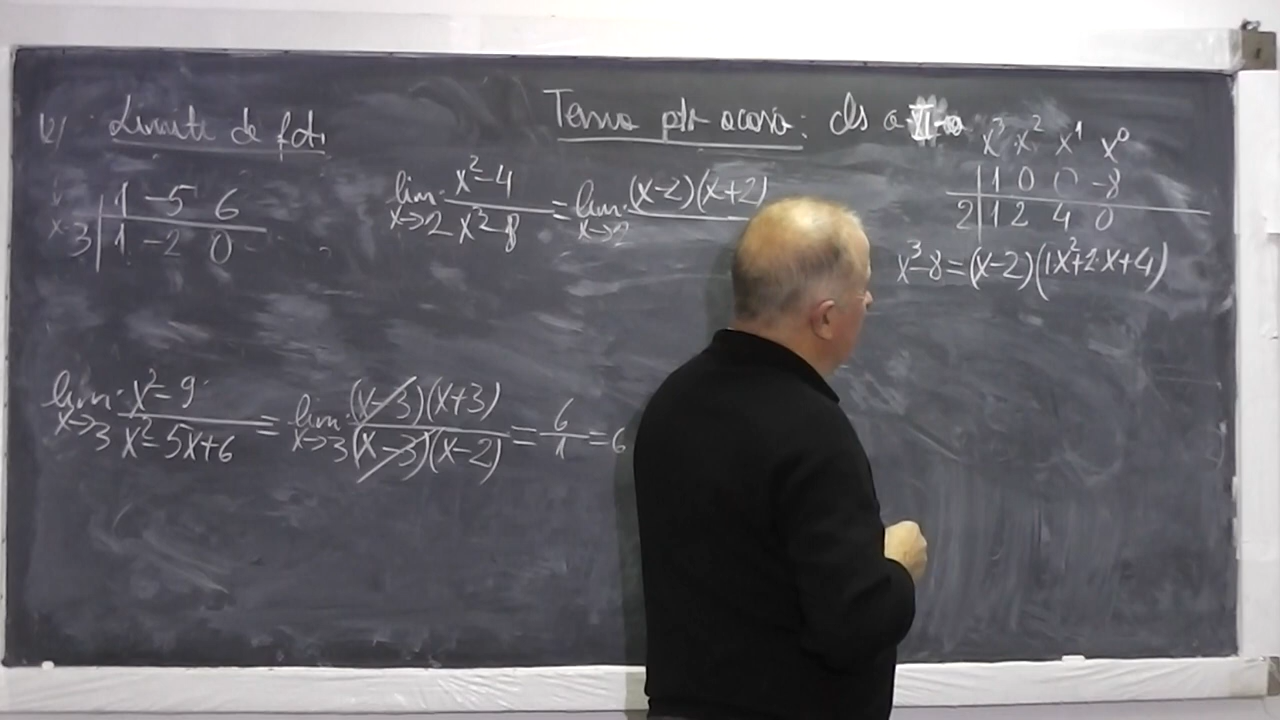 Limite de fcții
Tema ptr acasă: cls a XI-a
1 -5 6
3 1 -2 0
lim x→2 x²-4 / x²-8 = lim x→2 (x-2)(x+2)
x³ x² x¹ x⁰
1 0 0 -8
2 1 2 4 0
x³-8=(x-2)(1x²+2·x+4)
lim x→3 x²-9 / x²-5x+6 = lim x→3 (x-3)(x+3) / (x-3)(x-2) = 6/1 = 6